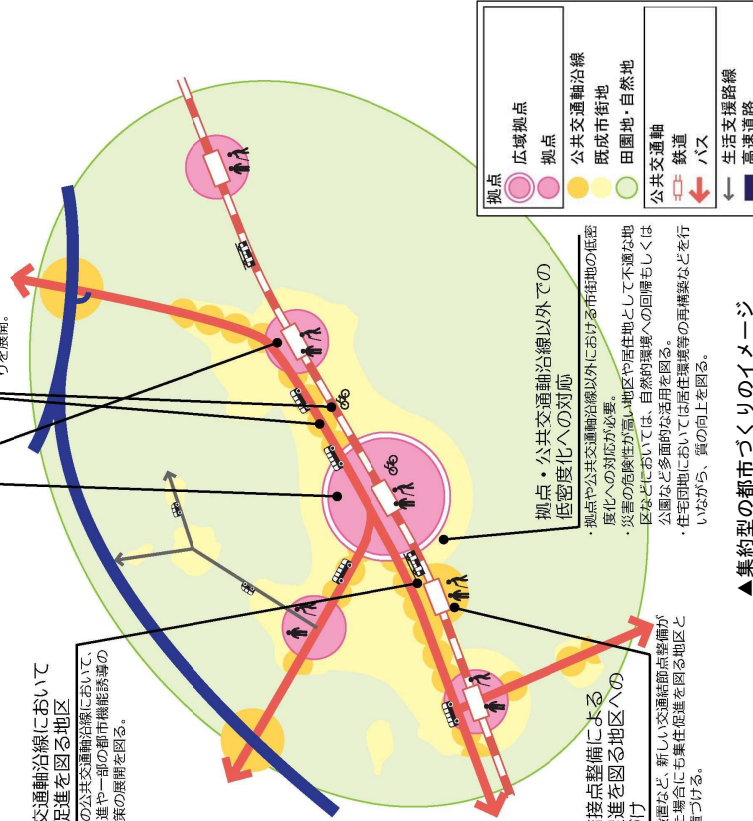 りを展開。
交通軸沿線において
足進を図る地区
の公共交通軸沿線において、
進や一部の都市機能誘導の
策の展開を図る。
接点整備による
進を図る地区への
け
置など、新しい交通結節点整備が
た場合にも集住促進を図る地区と
置づける。
拠点・公共交通軸沿線以外での
低密度化への対応
・拠点や公共交通軸沿線以外における市街地の低密
度化への対応が必要。
・災害の危険性が高い地区や居住地として不適な地
区などにおいては、自然的環境への回帰もしくは
公園など多面的な活用を図る。
・住宅団地においては居住環境等の再構築などを行
いながら、質の向上を図る。
拠点
広域拠点
拠点
公共交通軸沿線
既成市街地
田園地・自然地
公共交通軸
鉄道
バス
生活支援路線
高速道路
▲集約型の都市づくりのイメージ